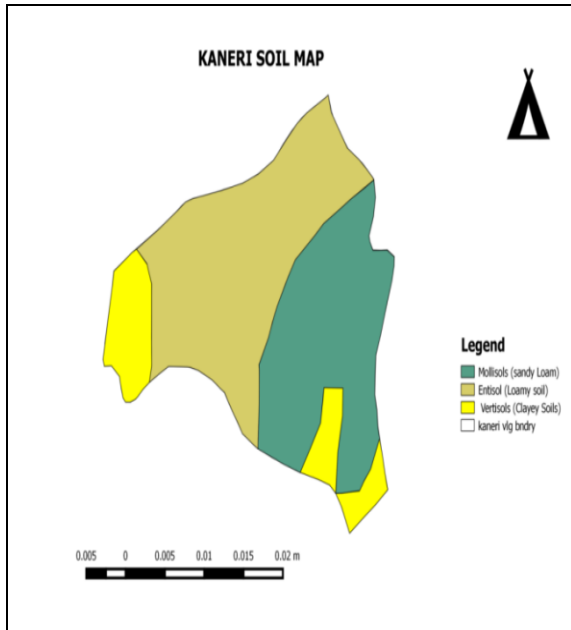 KANERI SOIL MAP
Legend
Mollisols (sandy Loam)
Entisol (Loamy soil)
Vertisols (Clayey Soils)
kaneri vlg bndry
0.005 0 0.005 0.01 0.015 0.02 m